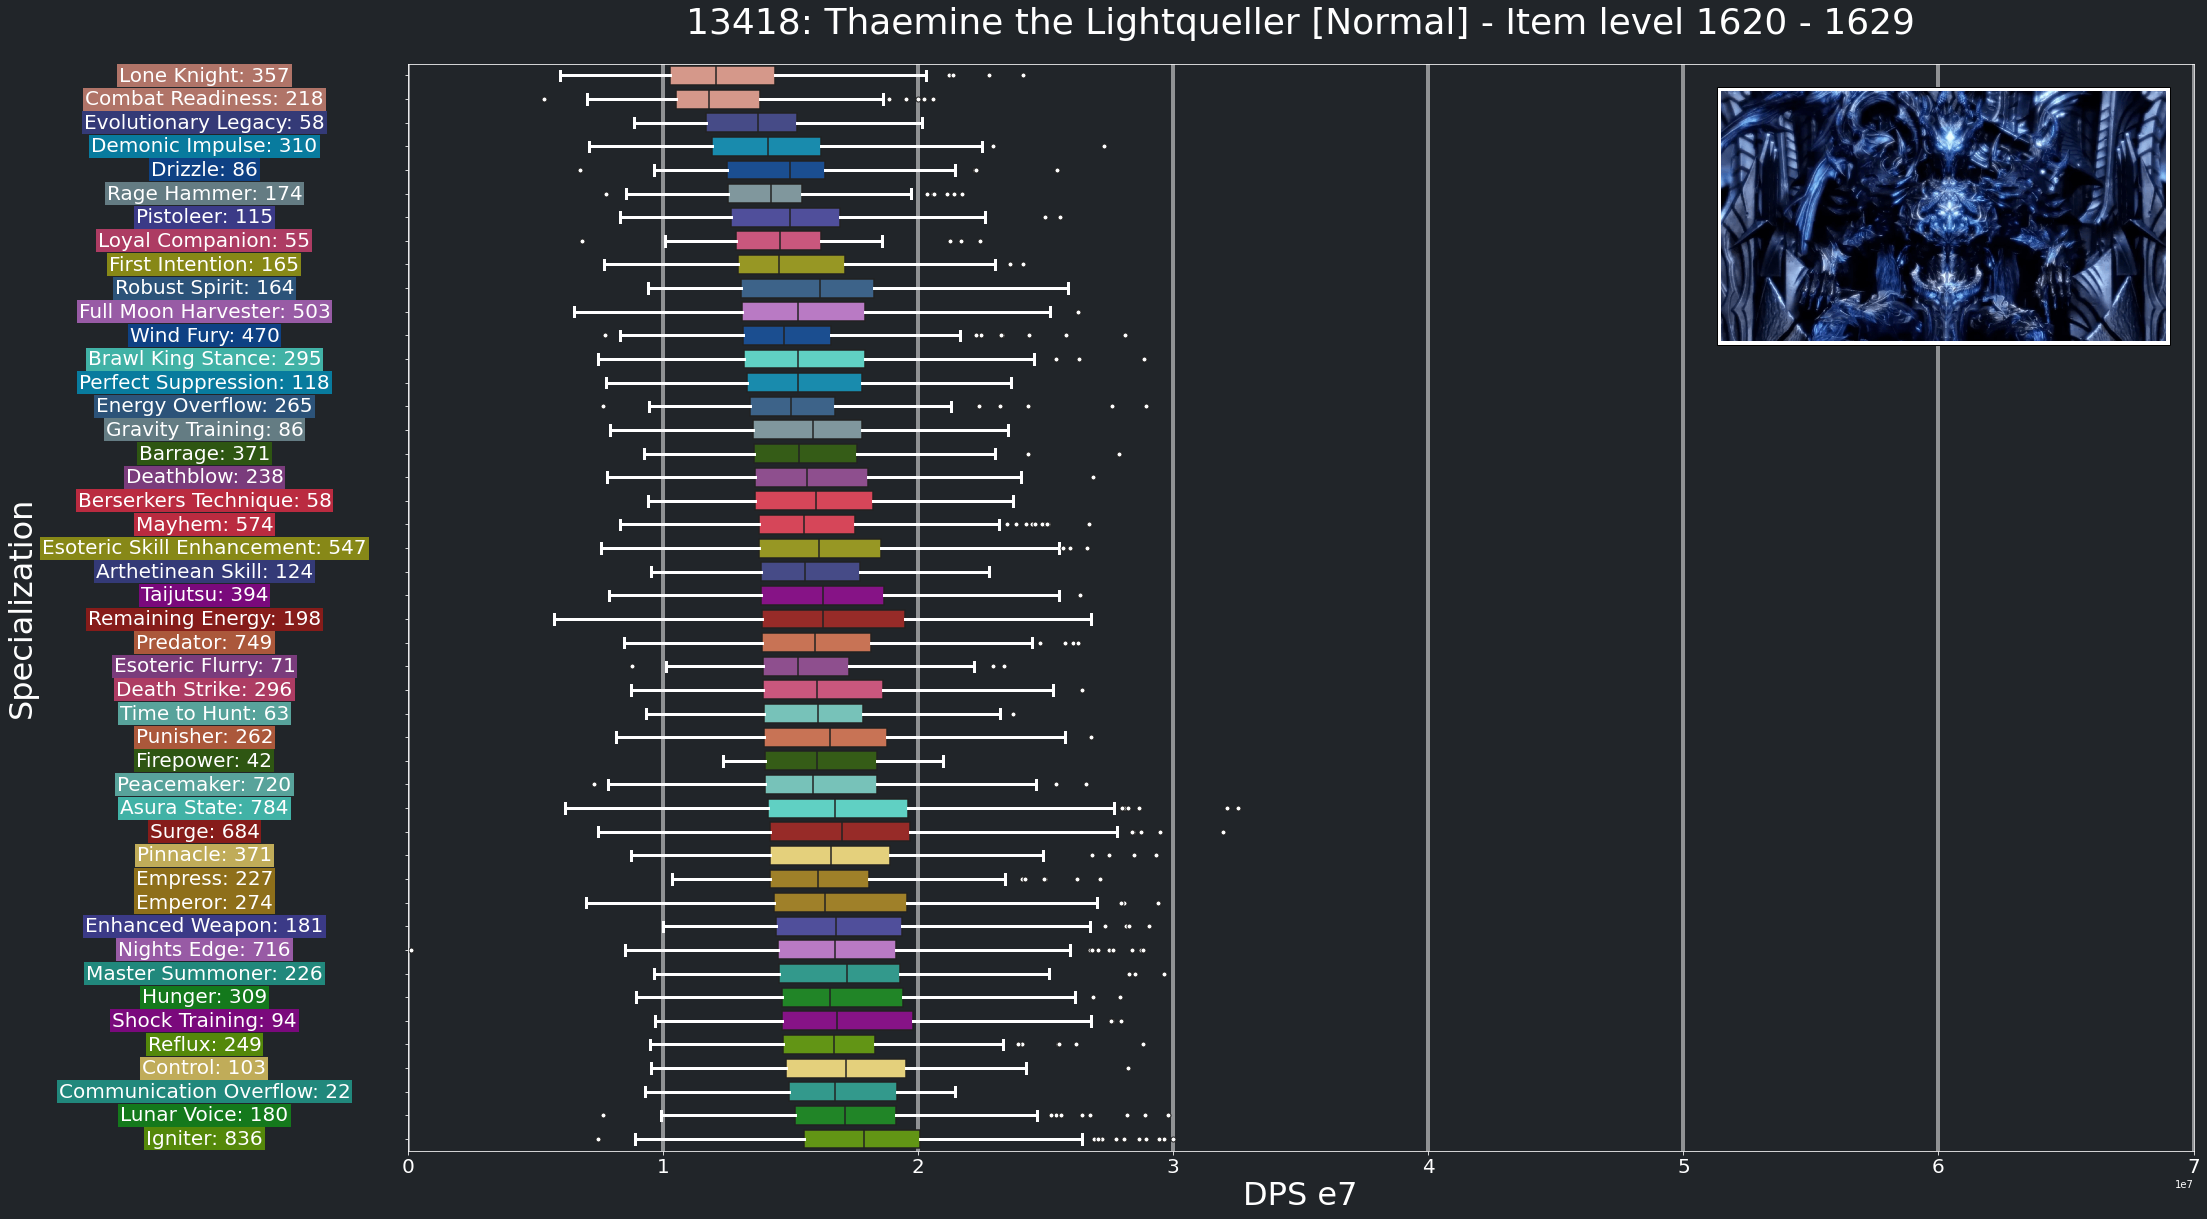 13418: Thaemine the Lightqueller [Normal] - Item level 1620 - 1629
Specialization
Lone Knight: 357
Combat Readiness: 218
Evolutionary Legacy: 58
Demonic Impulse: 310
Drizzle: 86
Rage Hammer: 174
Pistoleer: 115
Loyal Companion: 55
First Intention: 165
Robust Spirit: 164
Full Moon Harvester: 503
Wind Fury: 470
Brawl King Stance: 295
Perfect Suppression: 118
Energy Overflow: 265
Gravity Training: 86
Barrage: 371
Deathblow: 238
Berserkers Technique: 58
Mayhem: 574
Esoteric Skill Enhancement: 547
Arthetinean Skill: 124
Taijutsu: 394
Remaining Energy: 198
Predator: 749
Esoteric Flurry: 71
Death Strike: 296
Time to Hunt: 63
Punisher: 262
Firepower: 42
Peacemaker: 720
Asura State: 784
Surge: 684
Pinnacle: 371
Empress: 227
Emperor: 274
Enhanced Weapon: 181
Nights Edge: 716
Master Summoner: 226
Hunger: 309
Shock Training: 94
Reflux: 249
Control: 103
Communication Overflow: 22
Lunar Voice: 180
Igniter: 836
0 1 2 3 4 5 6 7
1e7
DPS e7